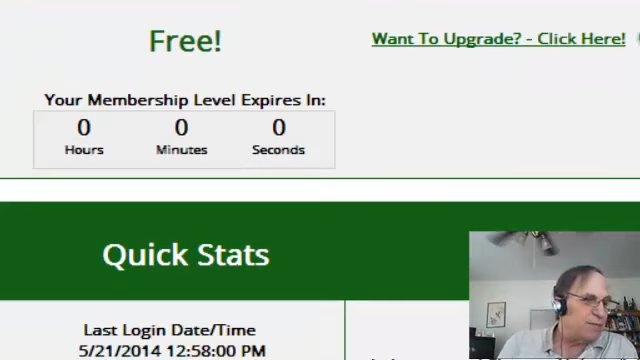 Free!
Want To Upgrade? - Click Here!
Your Membership Level Expires In:
0 0 0
Hours Minutes Seconds
Quick Stats
Last Login Date/Time
5/21/2014 12:58:00 PM